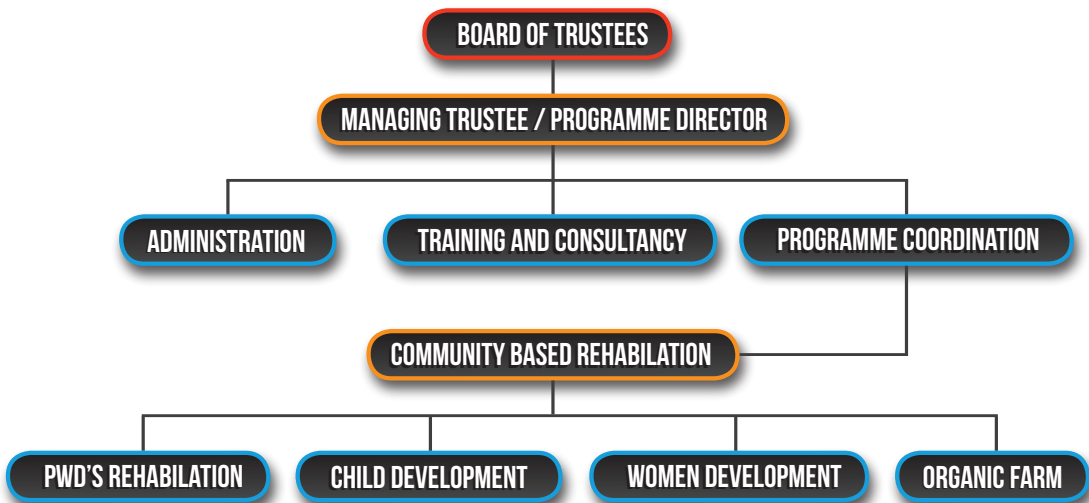 BOARD OF TRUSTEES
MANAGING TRUSTEE / PROGRAMME DIRECTOR
ADMINISTRATION
TRAINING AND CONSULTANCY
PROGRAMME COORDINATION
COMMUNITY BASED REHABILATION
PWD'S REHABILATION
CHILD DEVELOPMENT
WOMEN DEVELOPMENT
ORGANIC FARM